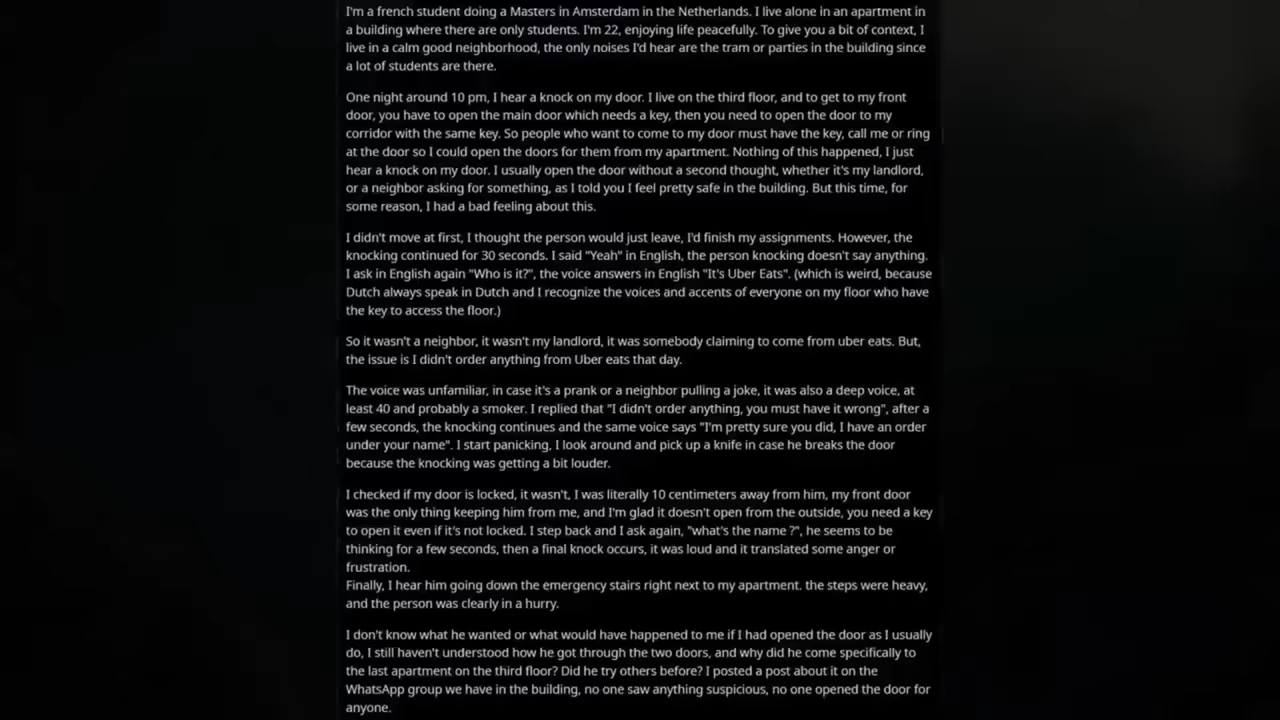 I'm a french student doing a Masters in Amsterdam in the Netherlands. I live alone in an apartment in
a building where there are only students. I'm 22, enjoying life peacefully. To give you a bit of context, I
live in a calm good neighborhood, the only noises I'd hear are the tram or parties in the building since
a lot of students are there.
One night around 10 pm, I hear a knock on my door. I live on the third floor, and to get to my front
door, you have to open the main door which needs a key, then you need to open the door to my
corridor with the same key. So people who want to come to my door must have the key, call me or ring
at the door so I could open the doors for them from my apartment. Nothing of this happened, I just
hear a knock on my door. I usually open the door without a second thought, whether it's my landlord,
or a neighbor asking for something, as I told you I feel pretty safe in the building. But this time, for
some reason, I had a bad feeling about this.
I didn't move at first, I thought the person would just leave, I'd finish my assignments. However, the
knocking continued for 30 seconds. I said "Yeah" in English, the person knocking doesn't say anything.
I ask in English again "Who is it?", the voice answers in English "It's Uber Eats". (which is weird, because
Dutch always speak in Dutch and I recognize the voices and accents of everyone on my floor who have
the key to access the floor.)
So it wasn't a neighbor, it wasn't my landlord, it was somebody claiming to come from uber eats. But,
the issue is I didn't order anything from Uber eats that day.
The voice was unfamiliar, in case it's a prank or a neighbor pulling a joke, it was also a deep voice, at
least 40 and probably a smoker. I replied that "I didn't order anything, you must have it wrong", after a
few seconds, the knocking continues and the same voice says "I'm pretty sure you did, I have an order
under your name". I start panicking, I look around and pick up a knife in case he breaks the door
because the knocking was getting a bit louder.
I checked if my door is locked, it wasn't, I was literally 10 centimeters away from him, my front door
was the only thing keeping him from me, and I'm glad it doesn't open from the outside, you need a key
to open it even if it's not locked. I step back and I ask again, "what's the name ?", he seems to be
thinking for a few seconds, then a final knock occurs, it was loud and it translated some anger or
frustration.
Finally, I hear him going down the emergency stairs right next to my apartment. the steps were heavy,
and the person was clearly in a hurry.
I don't know what he wanted or what would have happened to me if I had opened the door as I usually
do, I still haven't understood how he got through the two doors, and why did he come specifically to
the last apartment on the third floor? Did he try others before? I posted a post about it on the
WhatsApp group we have in the building, no one saw anything suspicious, no one opened the door for
anyone.